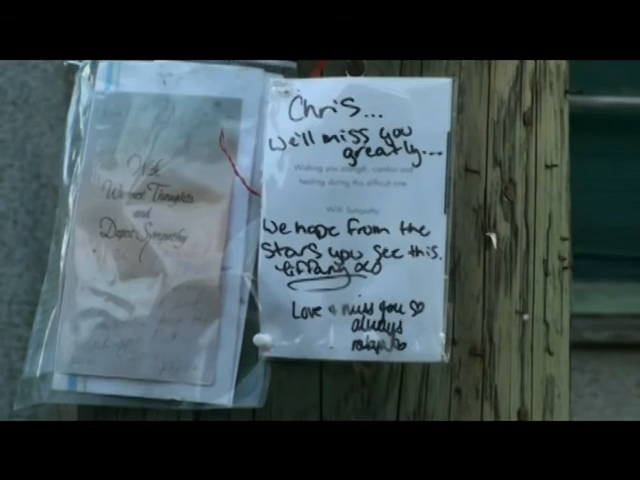 With
Warmest Thoughts
and
Deepest Sympathy
Chris...
We'll miss you
greatly...
Wishing you strength, comfort and
healing during this difficult time
With Sympathy
We hope from the
stars you see this.
Love + miss you ♡
always